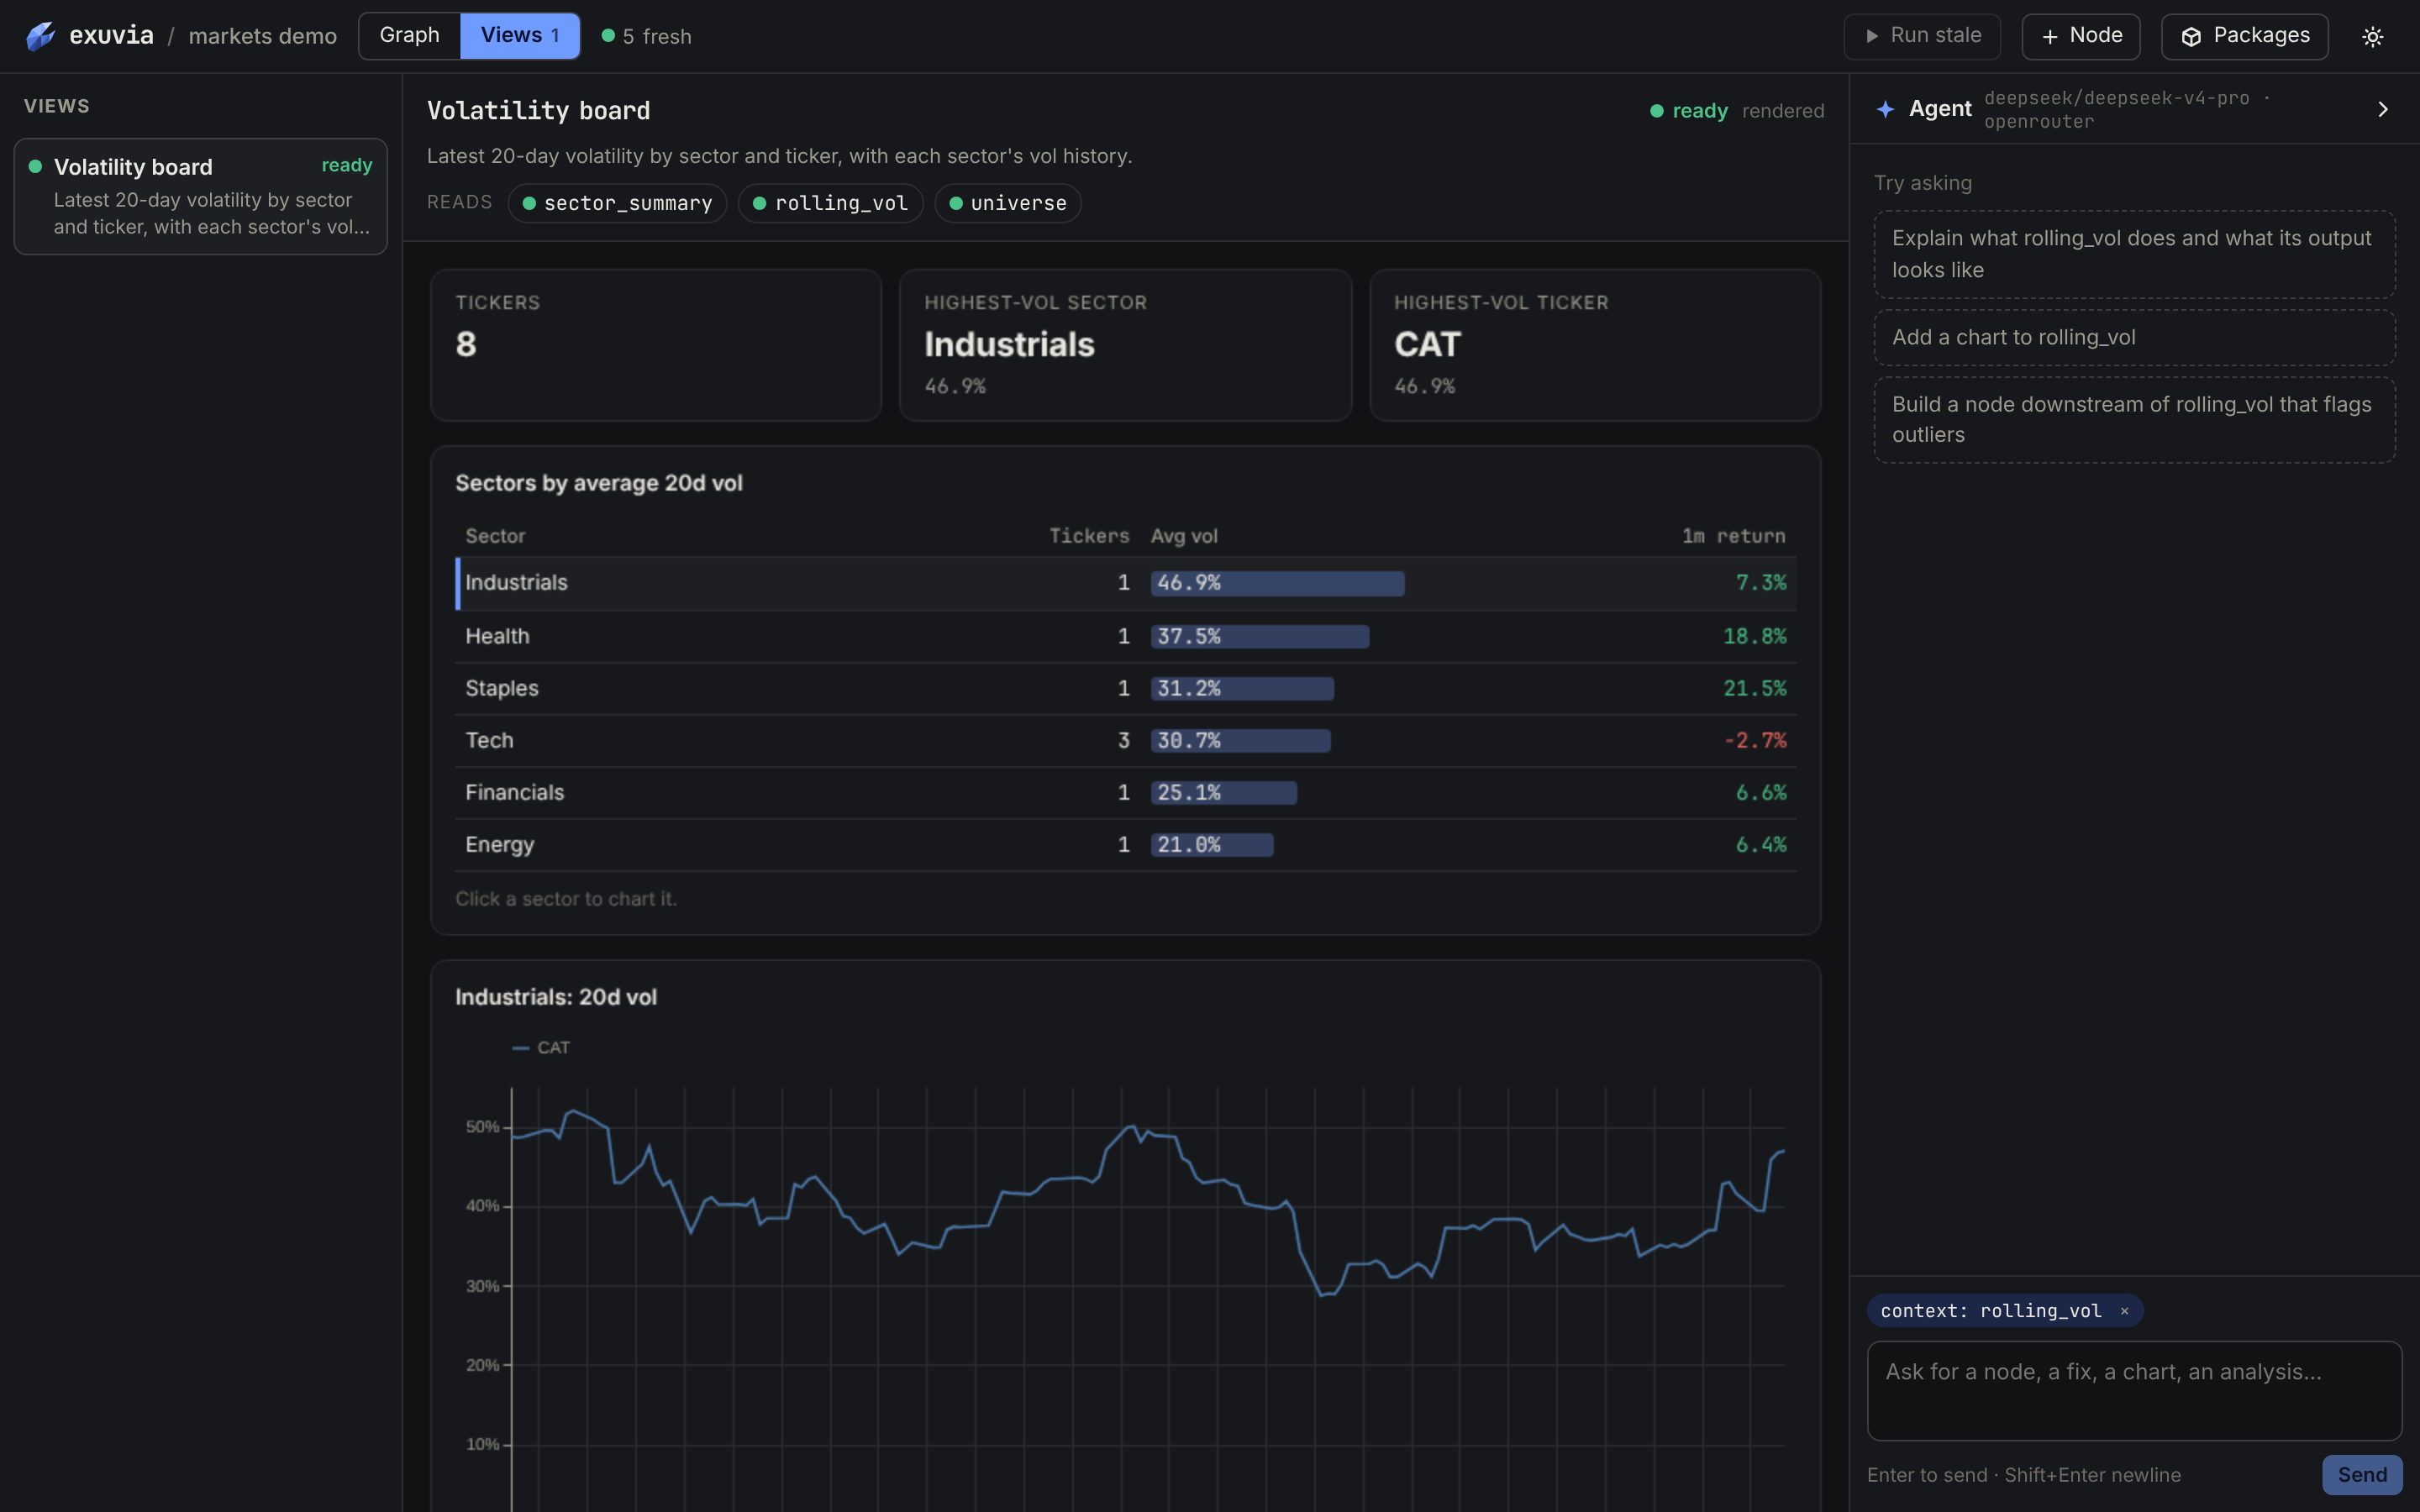 exuvia / markets demo
Graph
Views 1
5 fresh
Run stale
+ Node
Packages
VIEWS
Volatility board
ready
Latest 20-day volatility by sector
and ticker, with each sector's vol...
Volatility board
ready rendered
Latest 20-day volatility by sector and ticker, with each sector's vol history.
READS sector_summary rolling_vol universe
TICKERS
8
HIGHEST-VOL SECTOR
Industrials
46.9%
HIGHEST-VOL TICKER
CAT
46.9%
Sectors by average 20d vol
Sector Tickers Avg vol 1m return
Industrials 1 46.9% 7.3%
Health 1 37.5% 18.8%
Staples 1 31.2% 21.5%
Tech 3 30.7% -2.7%
Financials 1 25.1% 6.6%
Energy 1 21.0% 6.4%
Click a sector to chart it.
Industrials: 20d vol
CAT
50%
40%
30%
20%
10%
Agent
deepseek/deepseek-v4-pro ·
openrouter
Try asking
Explain what rolling_vol does and what its output
looks like
Add a chart to rolling_vol
Build a node downstream of rolling_vol that flags
outliers
context: rolling_vol ×
Ask for a node, a fix, a chart, an analysis...
Enter to send · Shift+Enter newline
Send